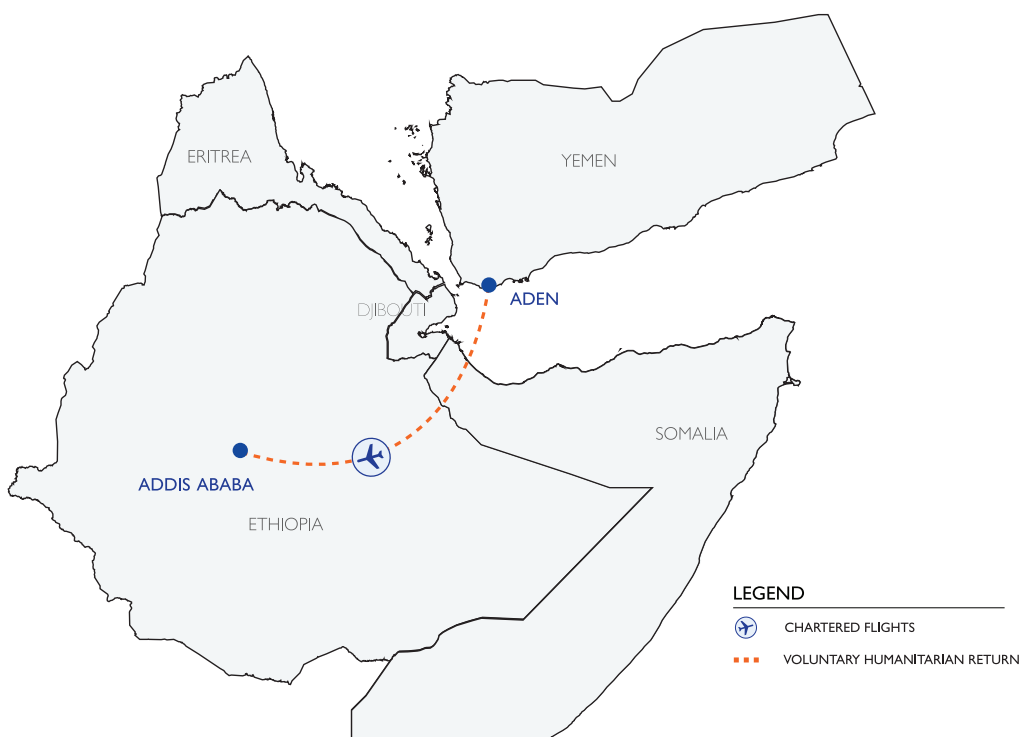 ERITREA
YEMEN
DJIBOUTI
ADEN
SOMALIA
ADDIS ABABA
ETHIOPIA
LEGEND
CHARTERED FLIGHTS
VOLUNTARY HUMANITARIAN RETURN